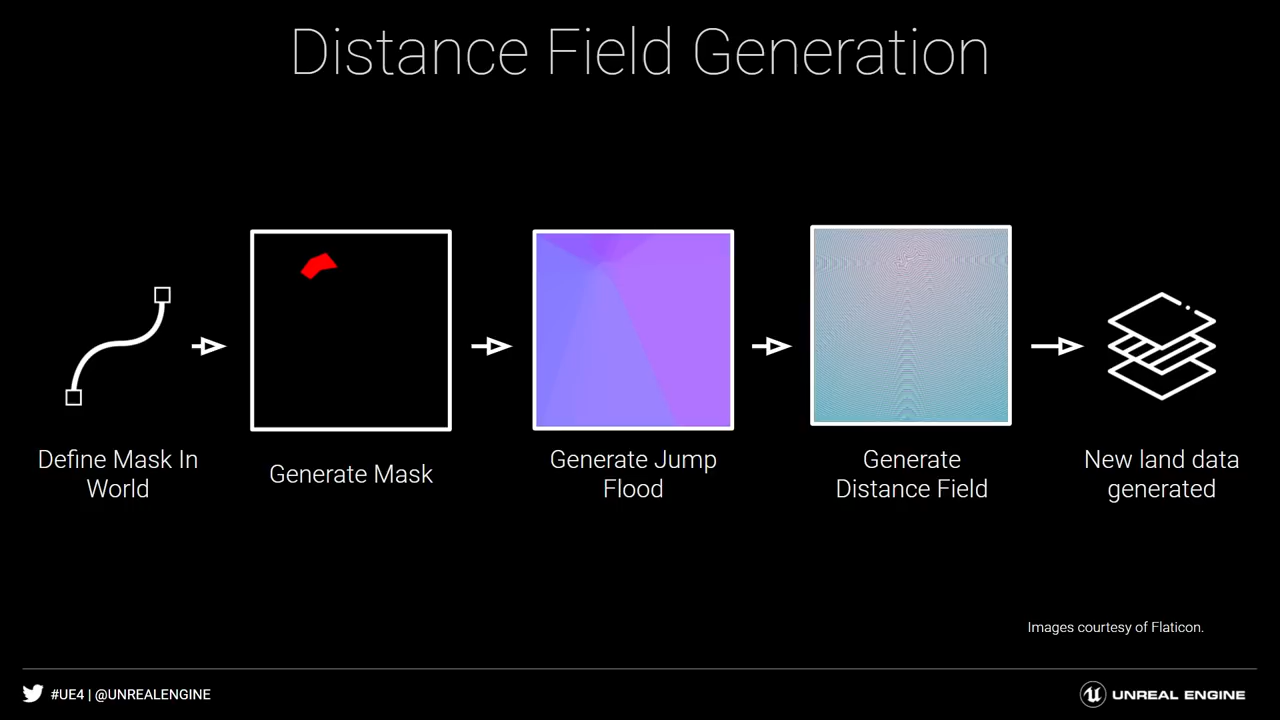 Distance Field Generation
Define Mask In
World
Generate Mask
Generate Jump
Flood
Generate
Distance Field
New land data
generated
Images courtesy of Flaticon.
#UE4 | @UNREALENGINE
UNREAL ENGINE